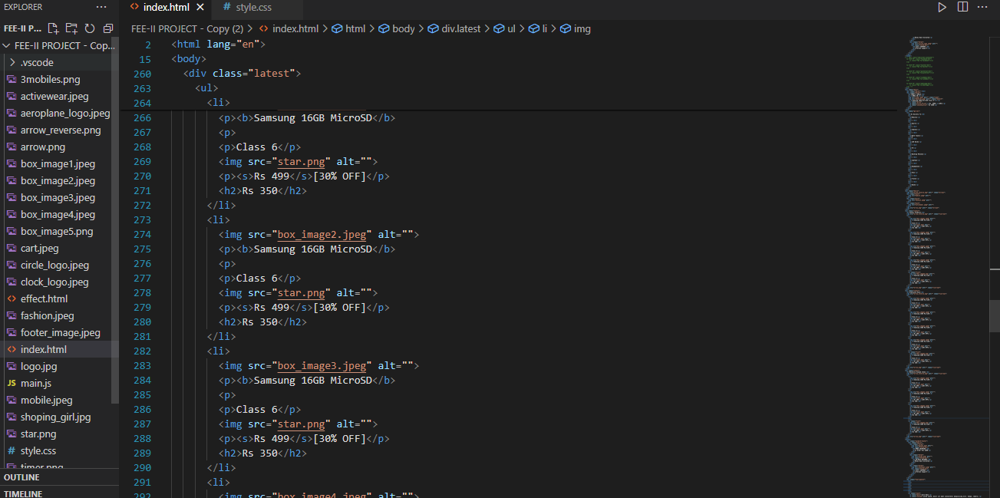 EXPLORER
index.html
# style.css
FEE-II P...
FEE-II PROJECT - Copy (2) > index.html > html > body > div.latest > ul > li > img
FEE-II PROJECT - Cop...
.vscode
3mobiles.png
activewear.jpeg
aeroplane_logo.jpeg
arrow_reverse.png
arrow.png
box_image1.jpeg
box_image2.jpeg
box_image3.jpeg
box_image4.jpeg
box_image5.png
cart.jpeg
circle_logo.jpeg
clock_logo.jpeg
effect.html
fashion.jpeg
footer_image.jpeg
index.html
logo.jpg
JS main.js
mobile.jpeg
shoping_girl.jpg
star.png
# style.css
timer.png
OUTLINE
TIMELINE
2 <html lang="en">
15 <body>
260 <div class="latest">
263 <ul>
264 <li>
266 <p><b>Samsung 16GB MicroSD</b>
267 <p>
268 <p>Class 6</p>
269 <img src="star.png" alt="">
270 <p><s>Rs 499</s>[30% OFF]</p>
271 <h2>Rs 350</h2>
272 </li>
273 <li>
274 <img src="box_image2.jpeg" alt="">
275 <p><b>Samsung 16GB MicroSD</b>
276 <p>
277 <p>Class 6</p>
278 <img src="star.png" alt="">
279 <p><s>Rs 499</s>[30% OFF]</p>
280 <h2>Rs 350</h2>
281 </li>
282 <li>
283 <img src="box_image3.jpeg" alt="">
284 <p><b>Samsung 16GB MicroSD</b>
285 <p>
286 <p>Class 6</p>
287 <img src="star.png" alt="">
288 <p><s>Rs 499</s>[30% OFF]</p>
289 <h2>Rs 350</h2>
290 </li>
291 <li>
292 <img src="box_image4.jpeg" alt="">